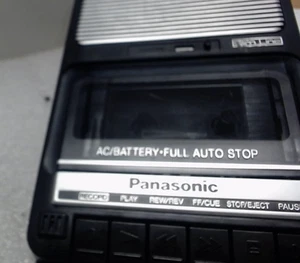 AC/BATTERY•FULL AUTO STOP
Panasonic
RECORD PLAY REW/REV FF/CUE STOP/EJECT PAUS